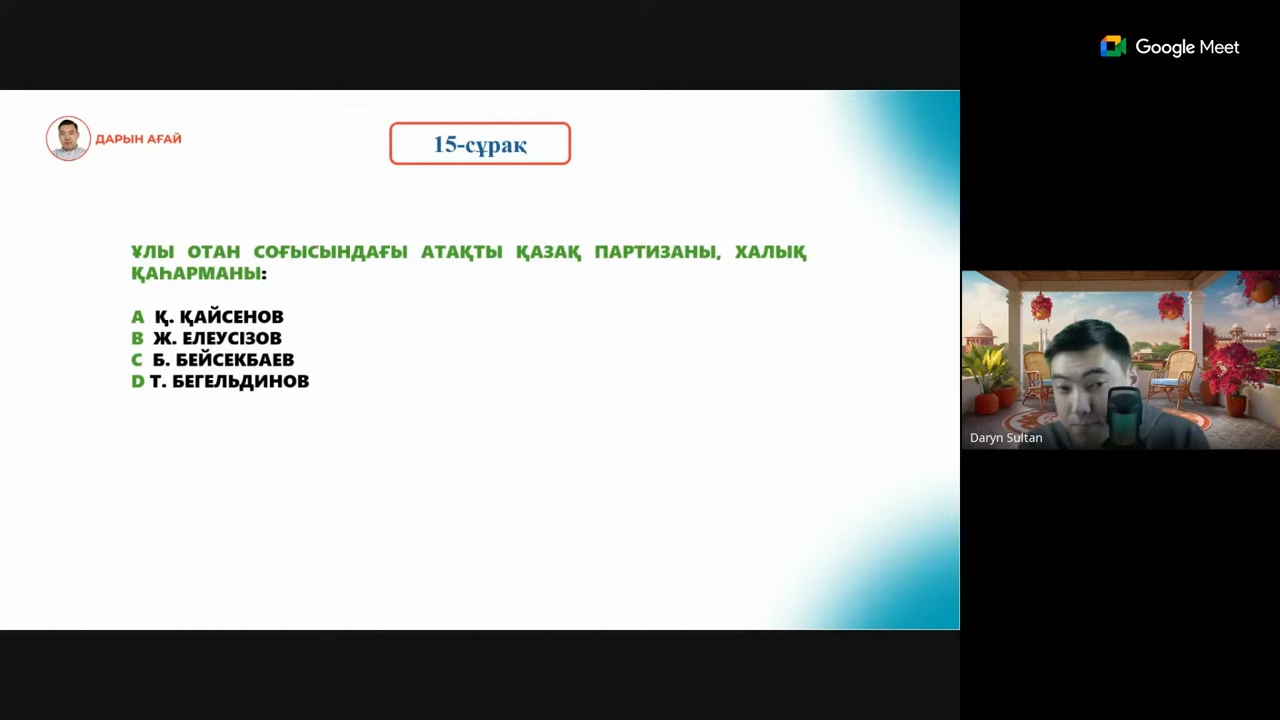 Google Meet
ДАРЫН АҒАЙ
15-сұрақ
ҰЛЫ ОТАН СОҒЫСЫНДАҒЫ АТАҚТЫ ҚАЗАҚ ПАРТИЗАНЫ, ХАЛЫҚ
ҚАҺАРМАНЫ:
A Қ. ҚАЙСЕНОВ
B Ж. ЕЛЕУСІЗОВ
C Б. БЕЙСЕКБАЕВ
D Т. БЕГЕЛЬДИНОВ
Daryn Sultan